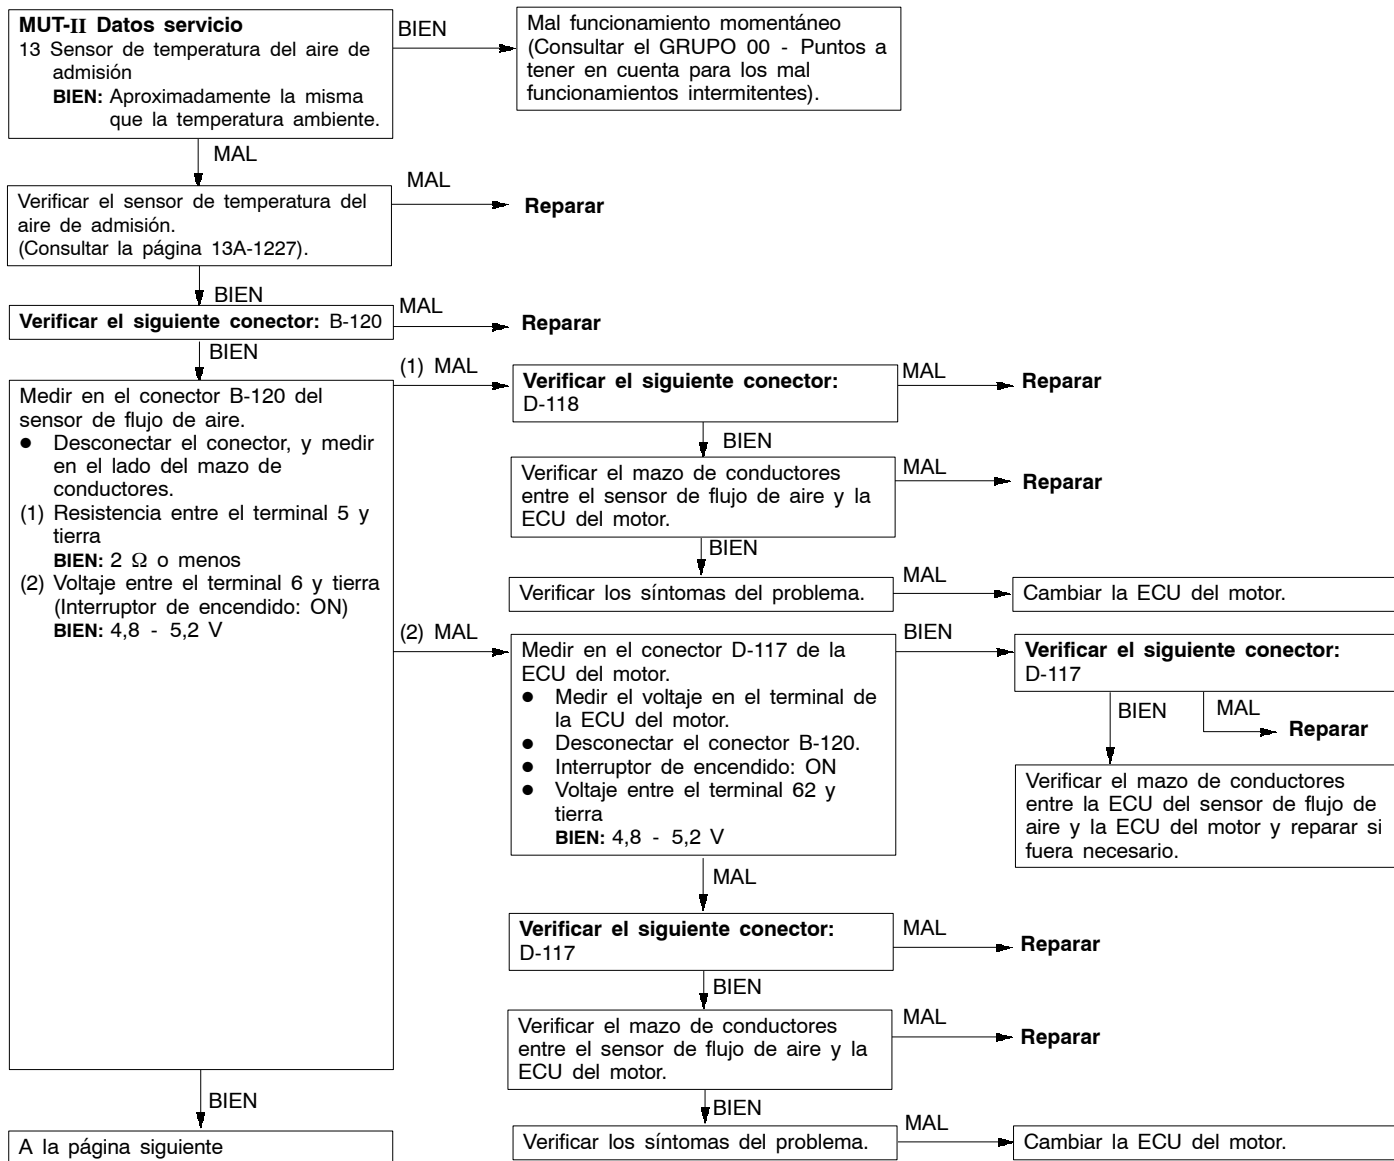 MUT-II Datos servicio
13 Sensor de temperatura del aire de
admisión
BIEN: Aproximadamente la misma
que la temperatura ambiente.
BIEN
Mal funcionamiento momentáneo
(Consultar el GRUPO 00 - Puntos a
tener en cuenta para los mal
funcionamientos intermitentes).
MAL
Verificar el sensor de temperatura del
aire de admisión.
(Consultar la página 13A-1227).
MAL
Reparar
BIEN
Verificar el siguiente conector: B-120
MAL
Reparar
BIEN
Medir en el conector B-120 del
sensor de flujo de aire.
● Desconectar el conector, y medir
en el lado del mazo de
conductores.
(1) Resistencia entre el terminal 5 y
tierra
BIEN: 2 Ω o menos
(2) Voltaje entre el terminal 6 y tierra
(Interruptor de encendido: ON)
BIEN: 4,8 - 5,2 V
(1) MAL
Verificar el siguiente conector:
D-118
MAL
Reparar
BIEN
Verificar el mazo de conductores
entre el sensor de flujo de aire y la
ECU del motor.
MAL
Reparar
BIEN
Verificar los síntomas del problema.
MAL
Cambiar la ECU del motor.
(2) MAL
Medir en el conector D-117 de la
ECU del motor.
● Medir el voltaje en el terminal de
la ECU del motor.
● Desconectar el conector B-120.
● Interruptor de encendido: ON
● Voltaje entre el terminal 62 y
tierra
BIEN: 4,8 - 5,2 V
BIEN
Verificar el siguiente conector:
D-117
BIEN
MAL
Reparar
Verificar el mazo de conductores
entre la ECU del sensor de flujo de
aire y la ECU del motor y reparar si
fuera necesario.
MAL
Verificar el siguiente conector:
D-117
MAL
Reparar
BIEN
Verificar el mazo de conductores
entre el sensor de flujo de aire y la
ECU del motor.
MAL
Reparar
BIEN
Verificar los síntomas del problema.
MAL
Cambiar la ECU del motor.
BIEN
A la página siguiente